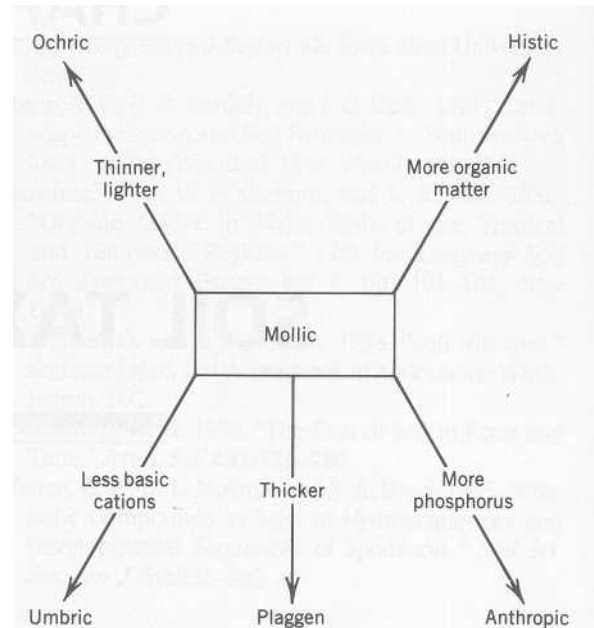 Ochric
Histic
Thinner,
lighter
More organic
matter
Mollic
Less basic
cations
Thicker
More
phosphorus
Umbric
Plaggen
Anthropic